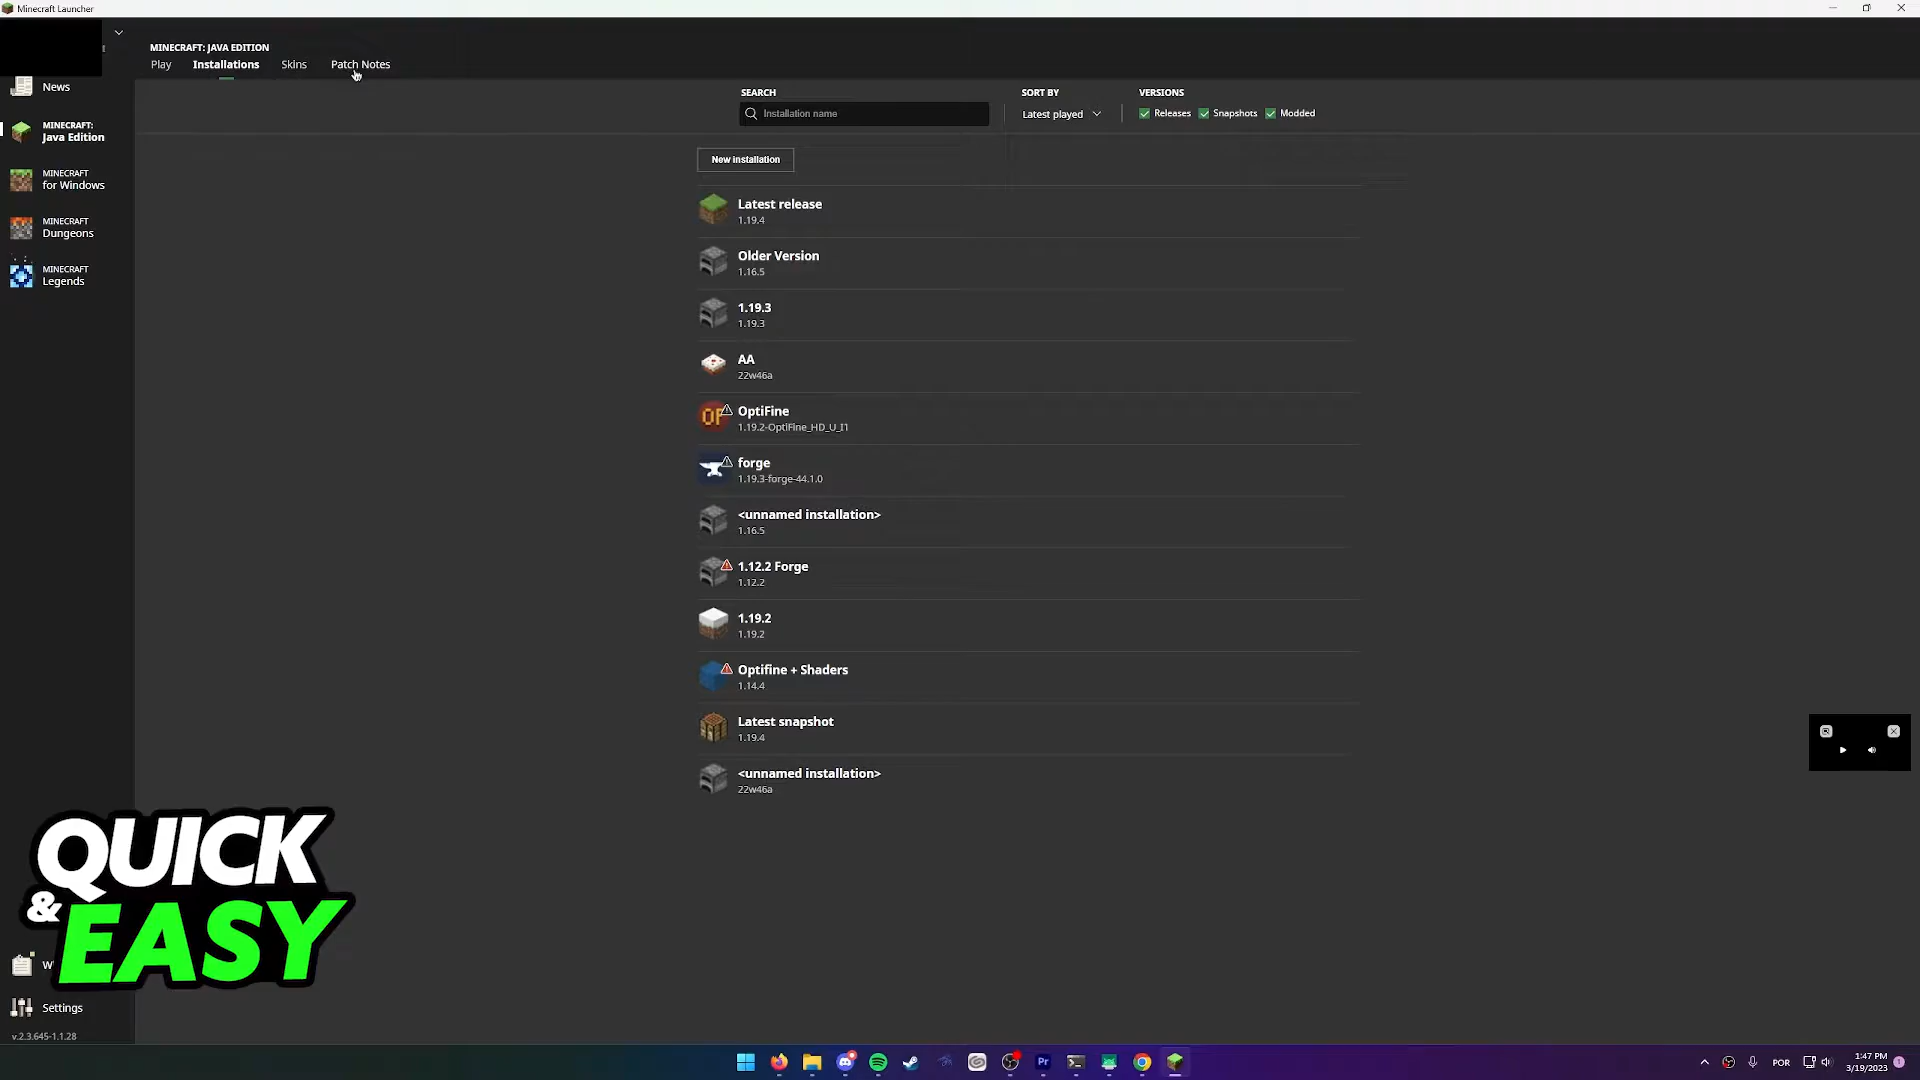 Minecraft Launcher
MINECRAFT: JAVA EDITION
Play
Installations
Skins
Patch Notes
News
MINECRAFT:
Java Edition
MINECRAFT
for Windows
MINECRAFT
Dungeons
MINECRAFT
Legends
SEARCH
Installation name
SORT BY
Latest played
VERSIONS
Releases
Snapshots
Modded
New installation
Latest release
1.19.4
Older Version
1.16.5
1.19.3
1.19.3
AA
22w46a
OptiFine
1.19.2-OptiFine_HD_U_I1
forge
1.19.3-forge-44.1.0
<unnamed installation>
1.16.5
1.12.2 Forge
1.12.2
1.19.2
1.19.2
Optifine + Shaders
1.14.4
Latest snapshot
1.19.4
<unnamed installation>
22w46a
QUICK
& EASY
Settings
v.2.3.645-1.1.28
Pr
POR
1:47 PM
3/19/2023